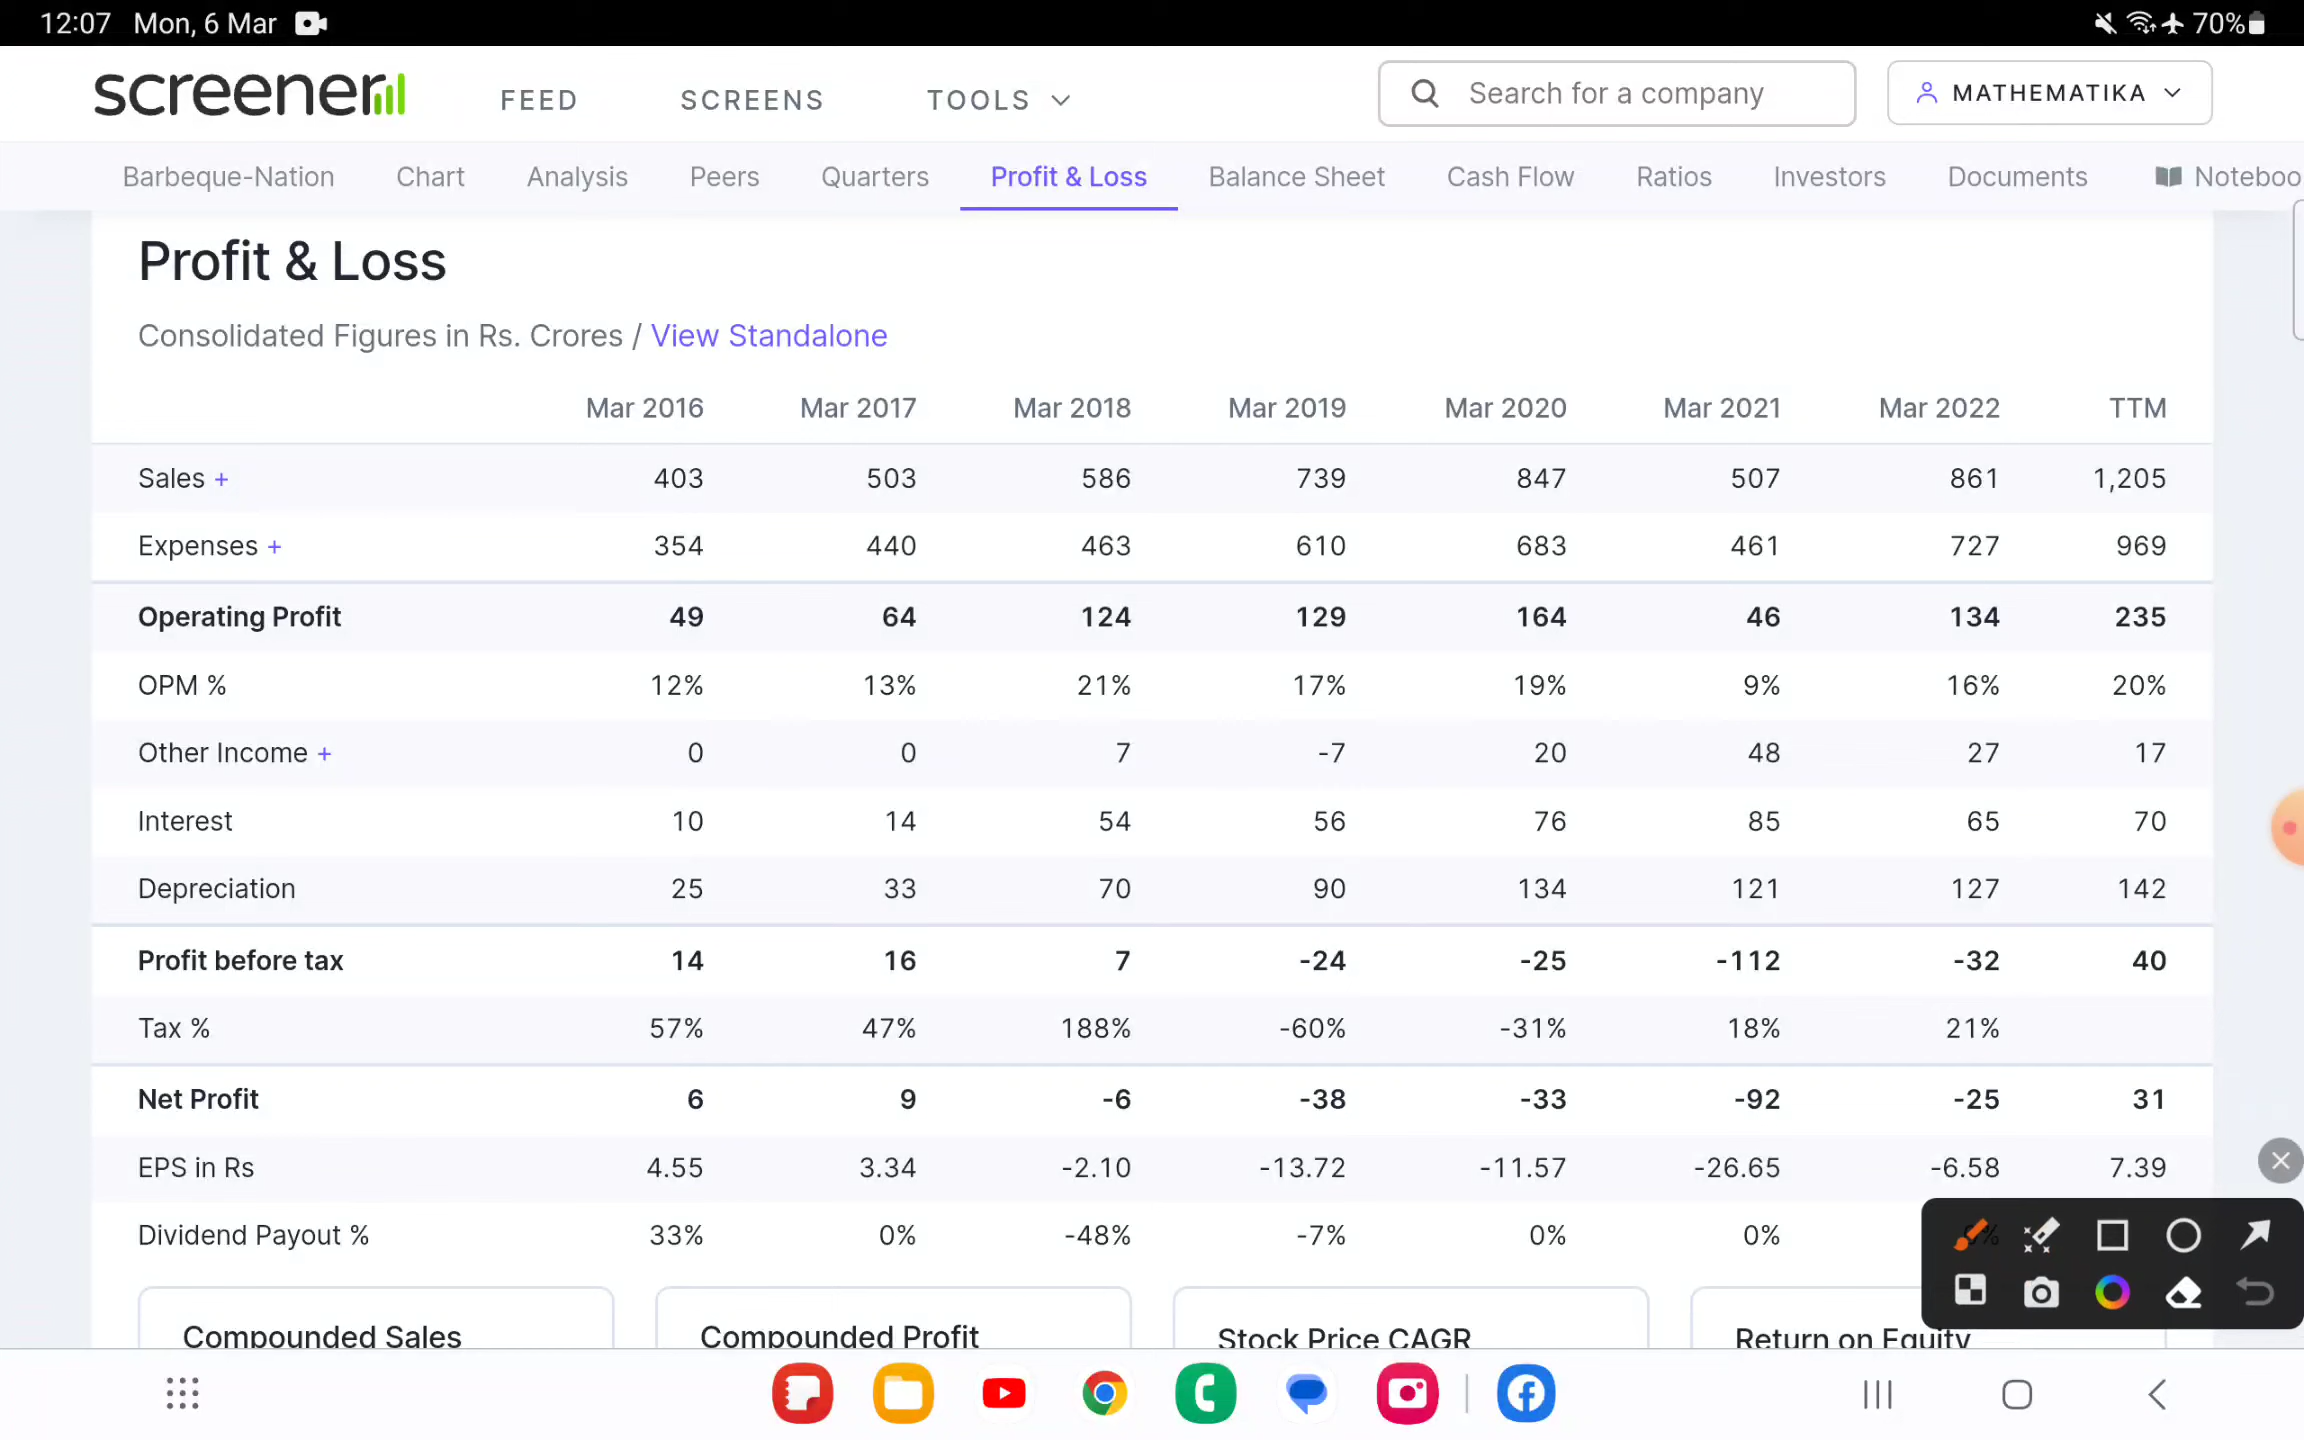 12:07 Mon, 6 Mar 70%
screener FEED SCREENS TOOLS Search for a company MATHEMATIKA
Barbeque-Nation Chart Analysis Peers Quarters Profit & Loss Balance Sheet Cash Flow Ratios Investors Documents Noteboo
Profit & Loss
Consolidated Figures in Rs. Crores / View Standalone
Mar 2016 Mar 2017 Mar 2018 Mar 2019 Mar 2020 Mar 2021 Mar 2022 TTM
Sales + 403 503 586 739 847 507 861 1,205
Expenses + 354 440 463 610 683 461 727 969
Operating Profit 49 64 124 129 164 46 134 235
OPM % 12% 13% 21% 17% 19% 9% 16% 20%
Other Income + 0 0 7 -7 20 48 27 17
Interest 10 14 54 56 76 85 65 70
Depreciation 25 33 70 90 134 121 127 142
Profit before tax 14 16 7 -24 -25 -112 -32 40
Tax % 57% 47% 188% -60% -31% 18% 21%
Net Profit 6 9 -6 -38 -33 -92 -25 31
EPS in Rs 4.55 3.34 -2.10 -13.72 -11.57 -26.65 -6.58 7.39
Dividend Payout % 33% 0% -48% -7% 0% 0%
Compounded Sales Compounded Profit Stock Price CAGR Return on Equity